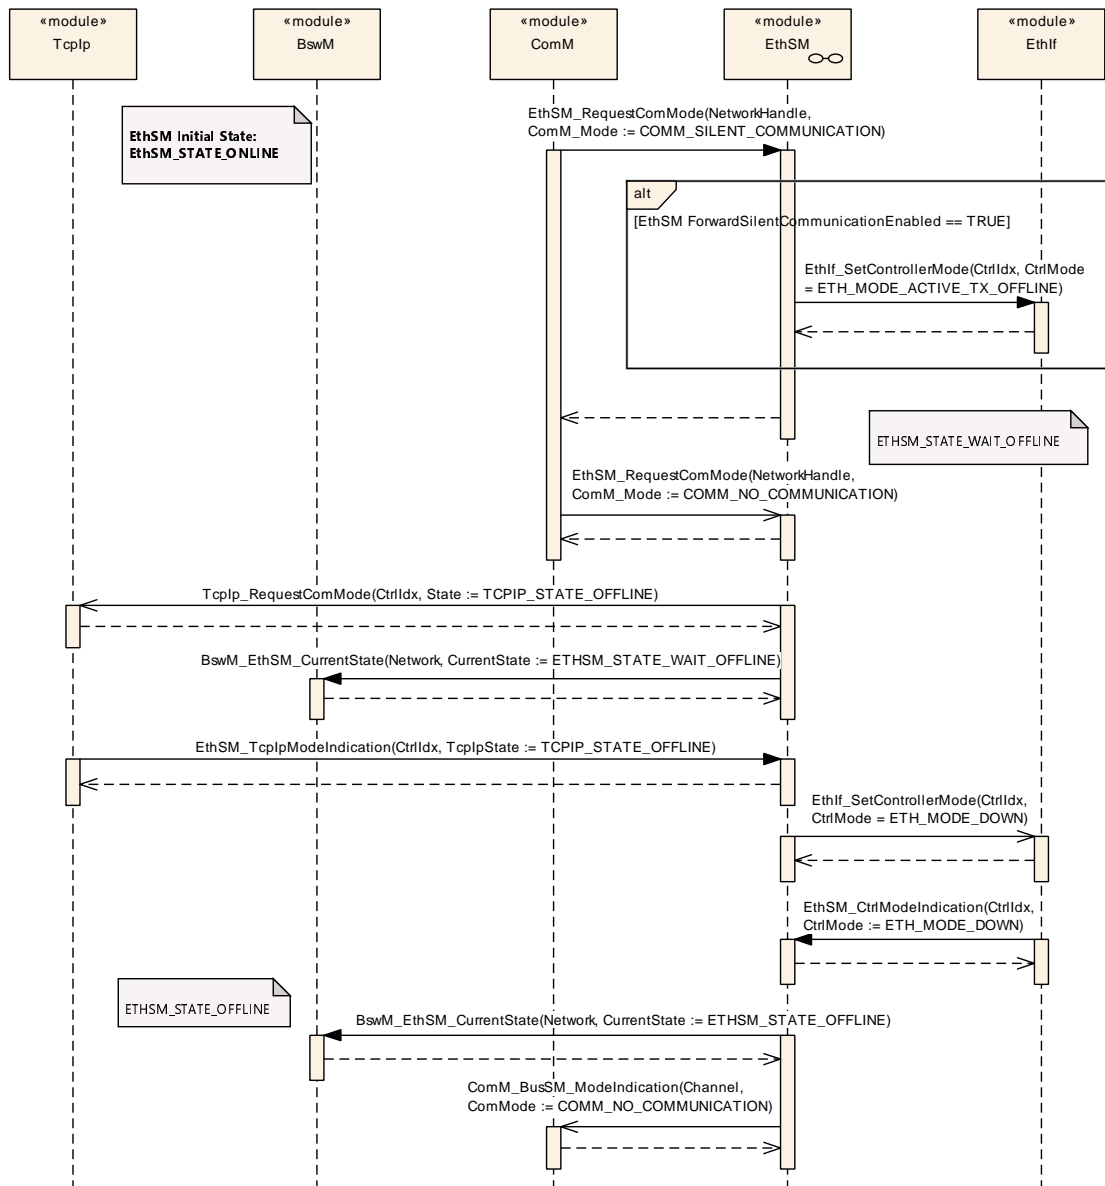 «module»
TcpIp
«module»
BswM
«module»
ComM
«module»
EthSM
«module»
EthIf
EthSM Initial State:
EthSM_STATE_ONLINE
EthSM_RequestComMode(NetworkHandle,
ComM_Mode := COMM_SILENT_COMMUNICATION)
alt
[EthSM ForwardSilentCommunicationEnabled == TRUE]
EthIf_SetControllerMode(CtrlIdx, CtrlMode
= ETH_MODE_ACTIVE_TX_OFFLINE)
ETHSM_STATE_WAIT_OFFLINE
EthSM_RequestComMode(NetworkHandle,
ComM_Mode := COMM_NO_COMMUNICATION)
TcpIp_RequestComMode(CtrlIdx, State := TCPIP_STATE_OFFLINE)
BswM_EthSM_CurrentState(Network, CurrentState := ETHSM_STATE_WAIT_OFFLINE)
EthSM_TcpIpModeIndication(CtrlIdx, TcpIpState := TCPIP_STATE_OFFLINE)
EthIf_SetControllerMode(CtrlIdx,
CtrlMode = ETH_MODE_DOWN)
EthSM_CtrlModeIndication(CtrlIdx,
CtrlMode := ETH_MODE_DOWN)
ETHSM_STATE_OFFLINE
BswM_EthSM_CurrentState(Network, CurrentState := ETHSM_STATE_OFFLINE)
ComM_BusSM_ModeIndication(Channel,
ComMode := COMM_NO_COMMUNICATION)